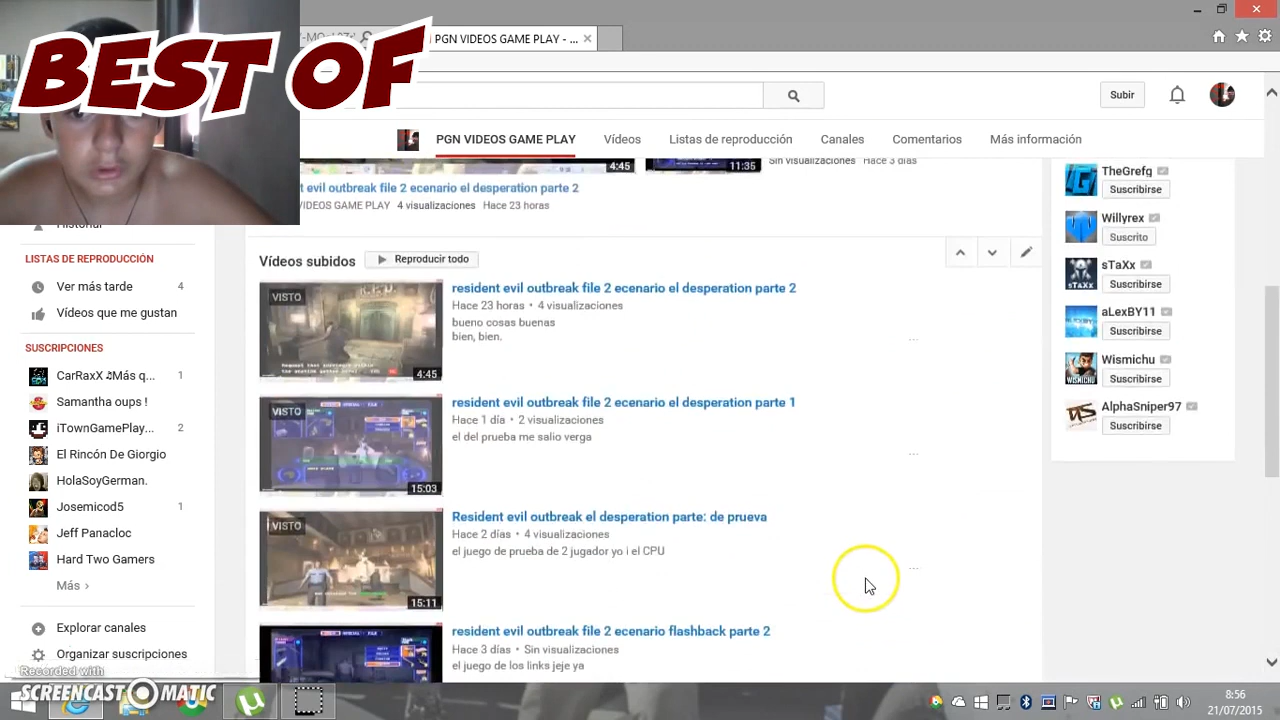 BEST OF
PGN VIDEOS GAME PLAY - ...
Subir
PGN VIDEOS GAME PLAY
Vídeos
Listas de reproducción
Canales
Comentarios
Más información
4:45
11:35
Sin visualizaciones Hace 3 días
t evil outbreak file 2 ecenario el desperation parte 2
VIDEOS GAME PLAY 4 visualizaciones Hace 23 horas
Historial
LISTAS DE REPRODUCCIÓN
Ver más tarde 4
Vídeos que me gustan
SUSCRIPCIONES
CarRaxX ♫Más q... 1
Samantha oups !
iTownGamePlay... 2
El Rincón De Giorgio
HolaSoyGerman.
Josemicod5 1
Jeff Panacloc
Hard Two Gamers
Más ›
Explorar canales
Organizar suscripciones
Vídeos subidos
Reproducir todo
VISTO
4:45
resident evil outbreak file 2 ecenario el desperation parte 2
Hace 23 horas • 4 visualizaciones
bueno cosas buenas
bien, bien.
...
VISTO
15:03
resident evil outbreak file 2 ecenario el desperation parte 1
Hace 1 día • 2 visualizaciones
el del prueba me salio verga
...
VISTO
15:11
Resident evil outbreak el desperation parte: de prueva
Hace 2 días • 4 visualizaciones
el juego de prueba de 2 jugador yo i el CPU
...
resident evil outbreak file 2 ecenario flashback parte 2
Hace 3 días • Sin visualizaciones
el juego de los links jeje ya
TheGrefg
Suscribirse
Willyrex
Suscrito
sTaXx
Suscribirse
aLexBY11
Suscribirse
Wismichu
Suscribirse
AlphaSniper97
Suscribirse
Recorded with
SCREENCAST-O-MATIC
8:56
21/07/2015